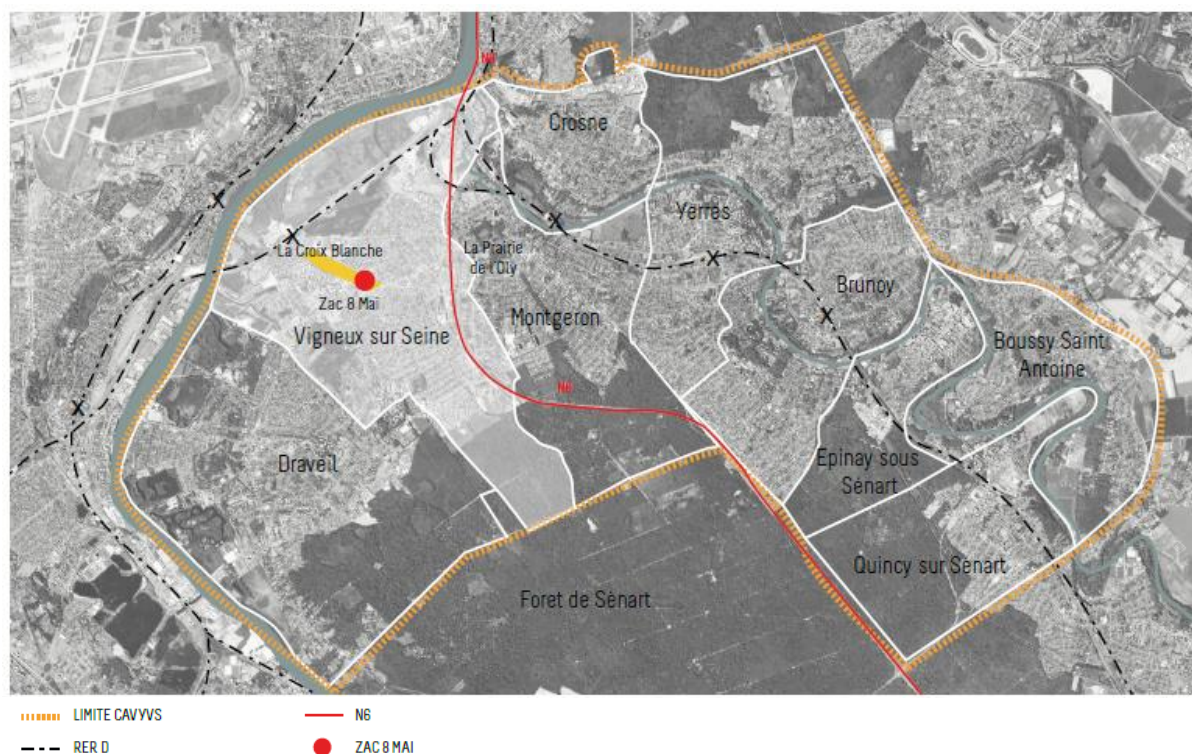 N6
Crosne
Yerres
La Croix Blanche
La Prairie
de l'Oly
Zac 8 Mai
Brunoy
Montgeron
Vigneux sur Seine
Boussy Saint
Antoine
N6
Draveil
Epinay sous
Sénart
Quincy sur Sénart
Foret de Sénart
LIMITE CAVYVS
N6
RER D
ZAC 8 MAI